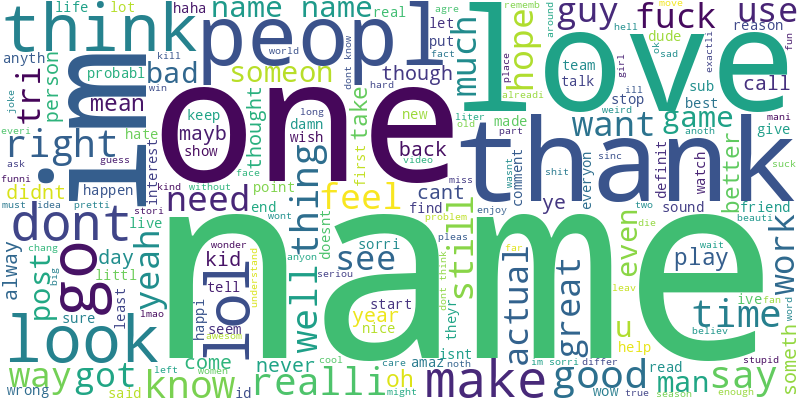 life lot haha real let agre rememb move hell guy fuck use
think name name peopl much hope love around dude ok sad exactli reason fun
anyth kill probabl bad someon though put fact place alreadi girl team talk sub call
tri person mean win world dont know hard ill stop best
joke everi hate im one keep mayb show damn wish long take new back made liter old part weird want game anoth mani give
right interest thought video comment everyon sinc better
ask guess funni happen kind without face first miss cant thank shit definit wasnt watch suck
didnt must idea pretti stori need point feel find ye enjoy two sound friend beauti
dont live end wont doesnt sorri problem pleas still die even play wait
alway chang day yeah go wonder anyon thing see
post littl big kid tell understand seriou well name far dont think actual great u time ive fan work
look least sure lmao lol happi seem awesom start year nice theyr isnt leav believ word
way got left come cool care amaz noth im sorri differ help good read stupid someth
wrong said know women id never realli might oh make wow true man season say enough